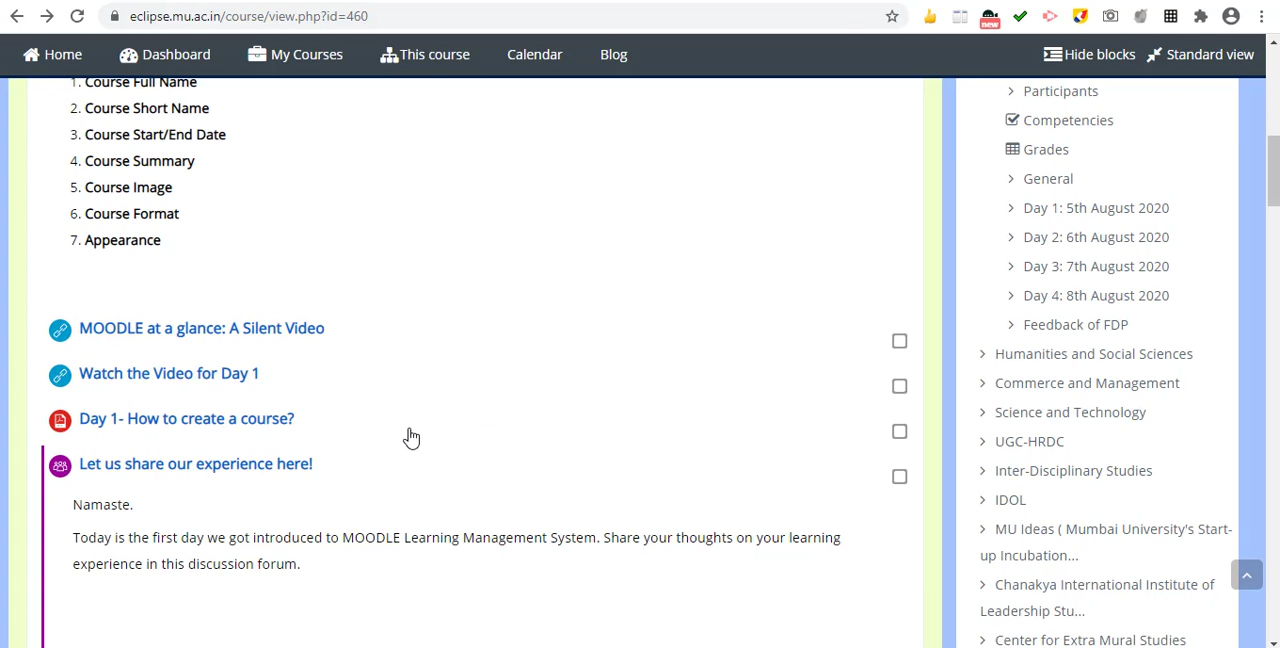 eclipse.mu.ac.in/course/view.php?id=460
new
Home Dashboard My Courses This course Calendar Blog Hide blocks Standard view
1. Course Full Name
2. Course Short Name
3. Course Start/End Date
4. Course Summary
5. Course Image
6. Course Format
7. Appearance
MOODLE at a glance: A Silent Video
Watch the Video for Day 1
Day 1- How to create a course?
Let us share our experience here!
Namaste.
Today is the first day we got introduced to MOODLE Learning Management System. Share your thoughts on your learning
experience in this discussion forum.
Participants
Competencies
Grades
General
Day 1: 5th August 2020
Day 2: 6th August 2020
Day 3: 7th August 2020
Day 4: 8th August 2020
Feedback of FDP
Humanities and Social Sciences
Commerce and Management
Science and Technology
UGC-HRDC
Inter-Disciplinary Studies
IDOL
MU Ideas ( Mumbai University's Start-
up Incubation...
Chanakya International Institute of
Leadership Stu...
Center for Extra Mural Studies